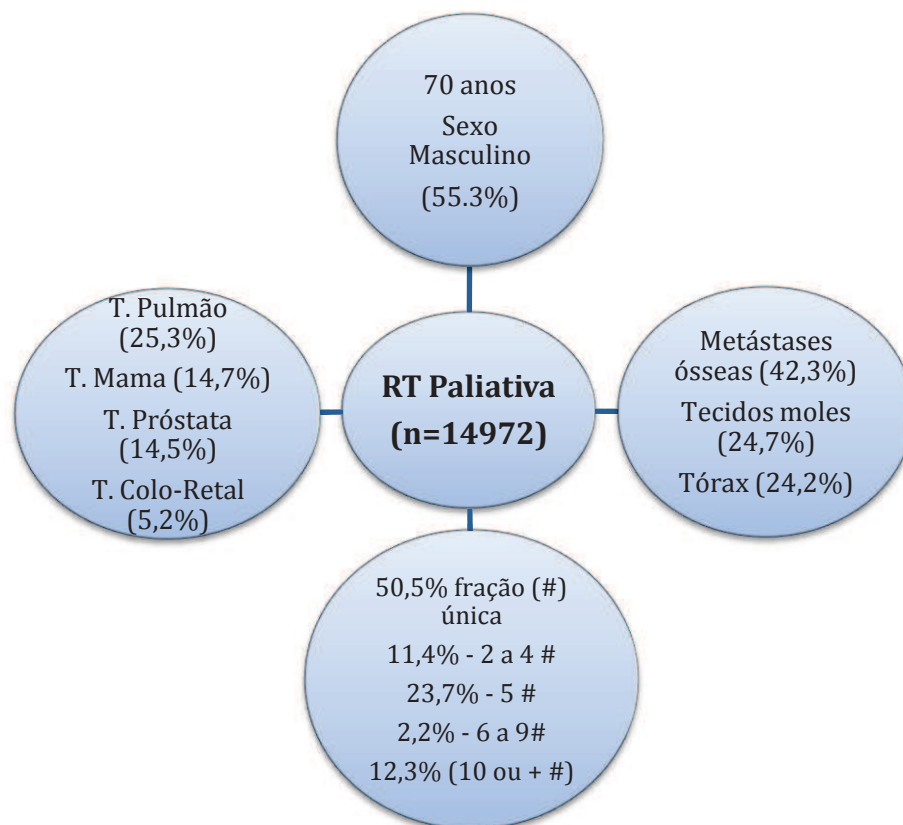 70 anos
Sexo
Masculino
(55.3%)
T. Pulmão
(25,3%)
T. Mama (14,7%)
T. Próstata
(14,5%)
T. Colo-Retal
(5,2%)
RT Paliativa
(n=14972)
Metástases
ósseas (42,3%)
Tecidos moles
(24,7%)
Tórax (24,2%)
50,5% fração (#)
única
11,4% - 2 a 4 #
23,7% - 5 #
2,2% - 6 a 9#
12,3% (10 ou + #)